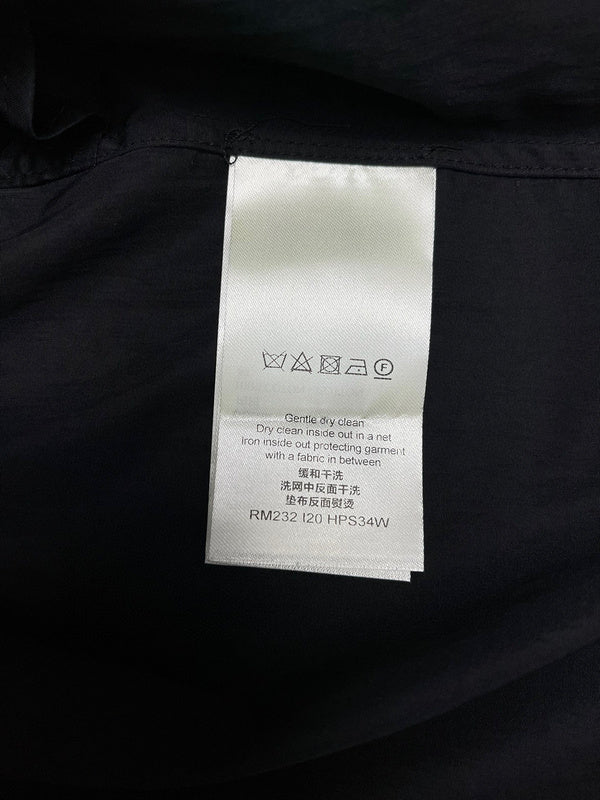 F
Gentle dry clean
Dry clean inside out in a net
iron inside out protecting garment
with a fabric in between
缓和干洗
洗网中反面干洗
垫布反面熨烫
RM232 I20 HPS34W